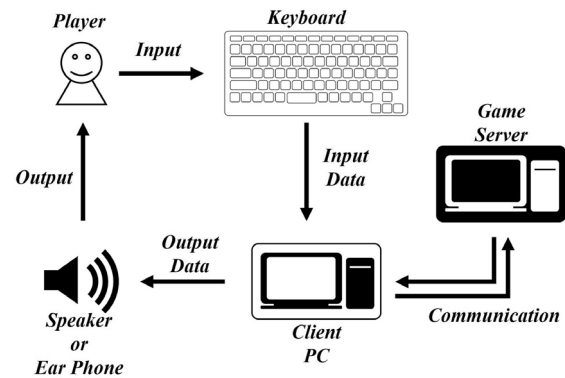 Player
Keyboard
Input
Game
Server
Input
Data
Output
Output
Data
Speaker
or
Ear Phone
Client
PC
Communication